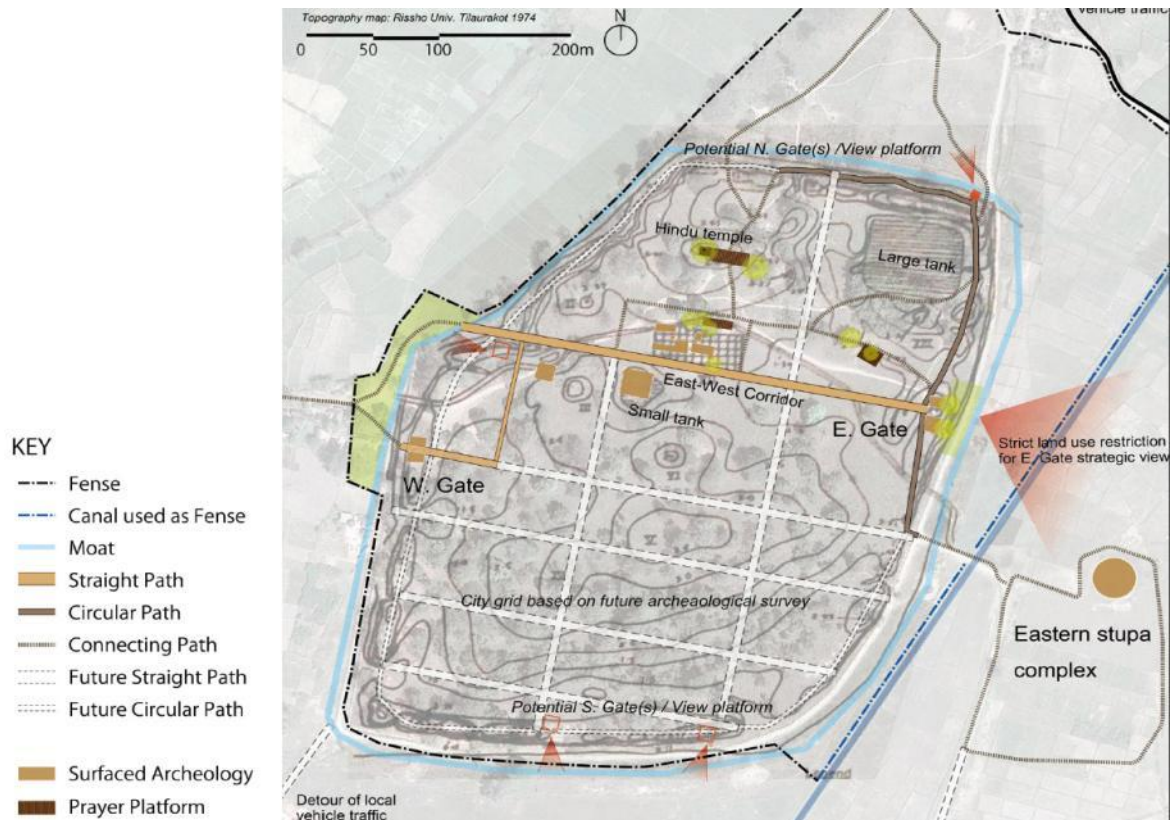 Topography map: Rissho Univ. Tilaurakot 1974
N
0 50 100 200m
vehicle traffic
Potential N. Gate(s) /View platform
Hindu temple
Large tank
East-West Corridor
Small tank
E. Gate
Strict land use restriction
for E. Gate strategic view
W. Gate
City grid based on future archaeological survey
Eastern stupa
complex
Potential S. Gate(s) / View platform
Legend
Detour of local
vehicle traffic
KEY
Fense
Canal used as Fense
Moat
Straight Path
Circular Path
Connecting Path
Future Straight Path
Future Circular Path
Surfaced Archeology
Prayer Platform